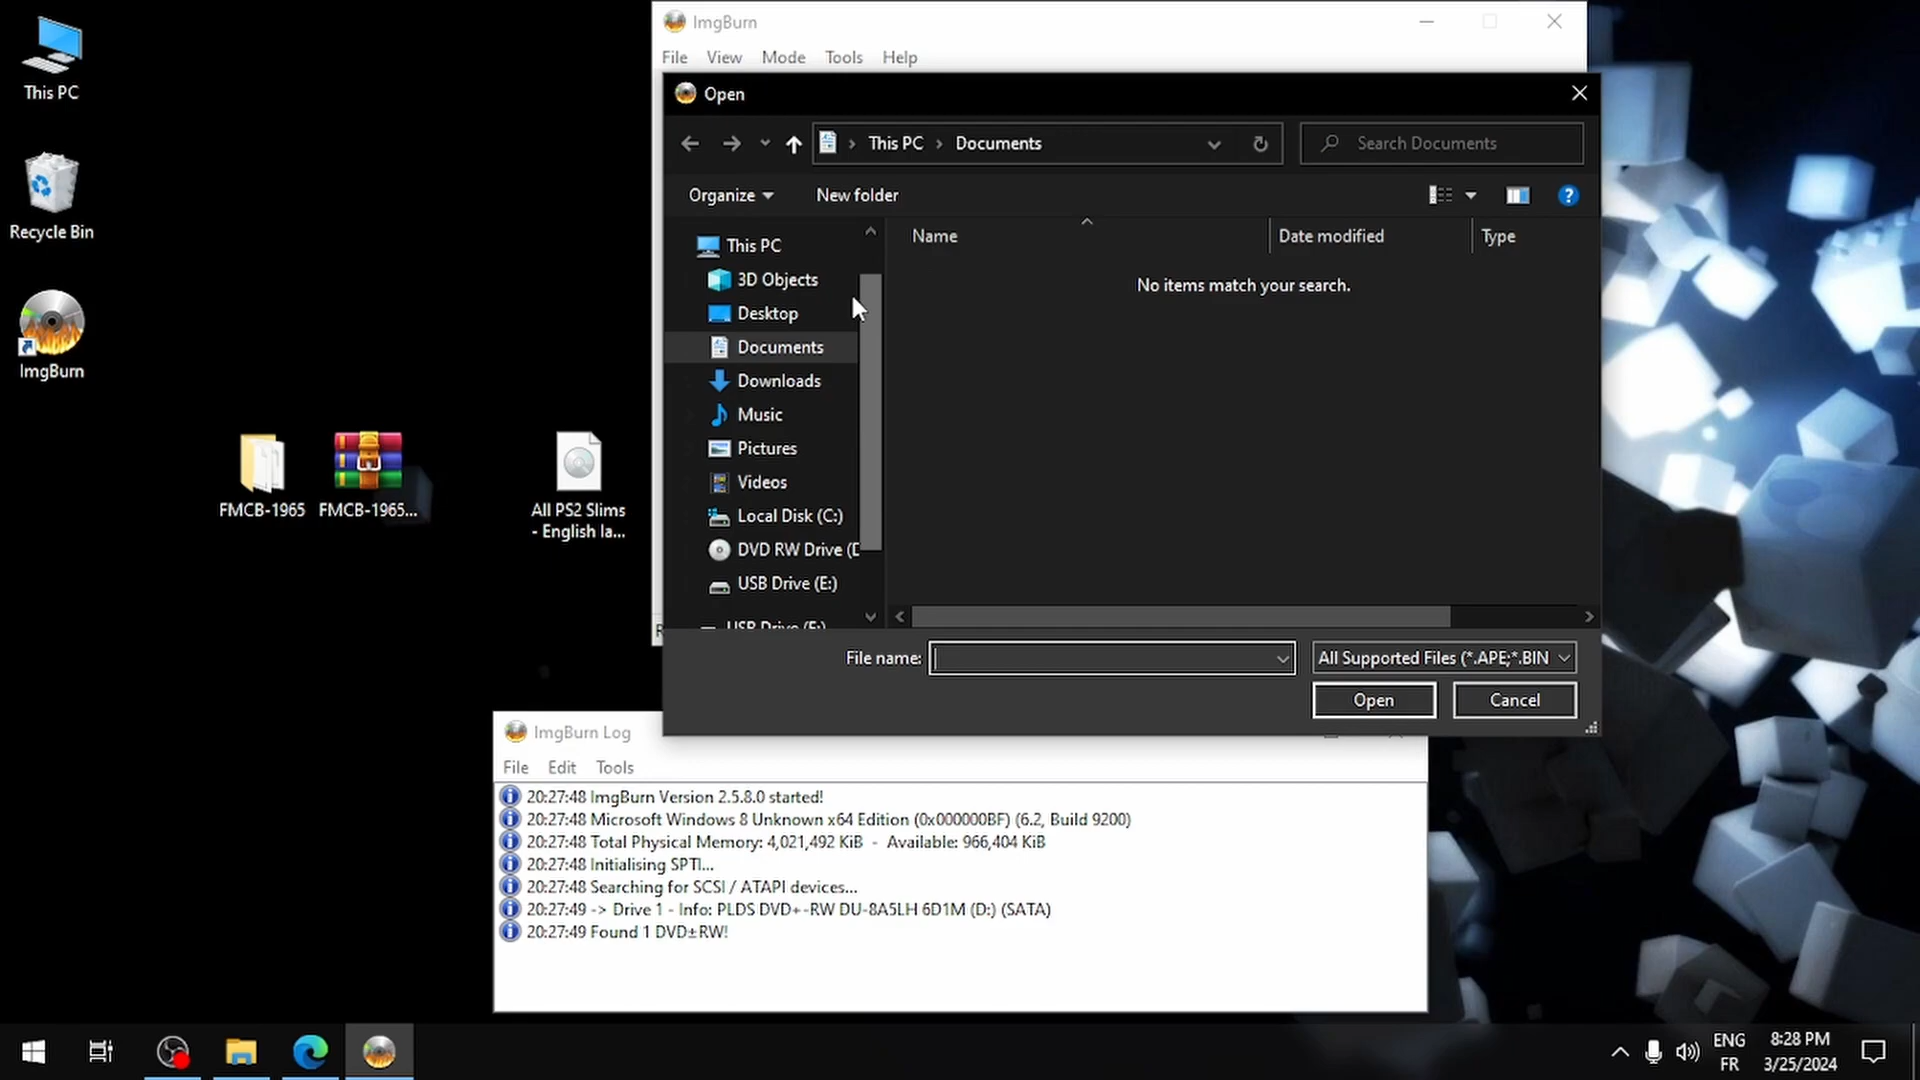 This PC
Recycle Bin
ImgBurn
FMCB-1965
FMCB-1965...
All PS2 Slims
- English la...
ImgBurn
File View Mode Tools Help
Open
This PC > Documents
Search Documents
Organize
New folder
Name
Date modified
Type
This PC
3D Objects
Desktop
Documents
Downloads
Music
Pictures
Videos
Local Disk (C:)
DVD RW Drive (D
USB Drive (E:)
USB Drive (F:)
No items match your search.
File name:
All Supported Files (*.APE;*.BIN
Open
Cancel
ImgBurn Log
File Edit Tools
20:27:48 ImgBurn Version 2.5.8.0 started!
20:27:48 Microsoft Windows 8 Unknown x64 Edition (0x000000BF) (6.2, Build 9200)
20:27:48 Total Physical Memory: 4,021,492 KiB - Available: 966,404 KiB
20:27:48 Initialising SPTI...
20:27:48 Searching for SCSI / ATAPI devices...
20:27:49 -> Drive 1 - Info: PLDS DVD+-RW DU-8A5LH 6D1M (D:) (SATA)
20:27:49 Found 1 DVD±RW!
ENG
FR
8:28 PM
3/25/2024